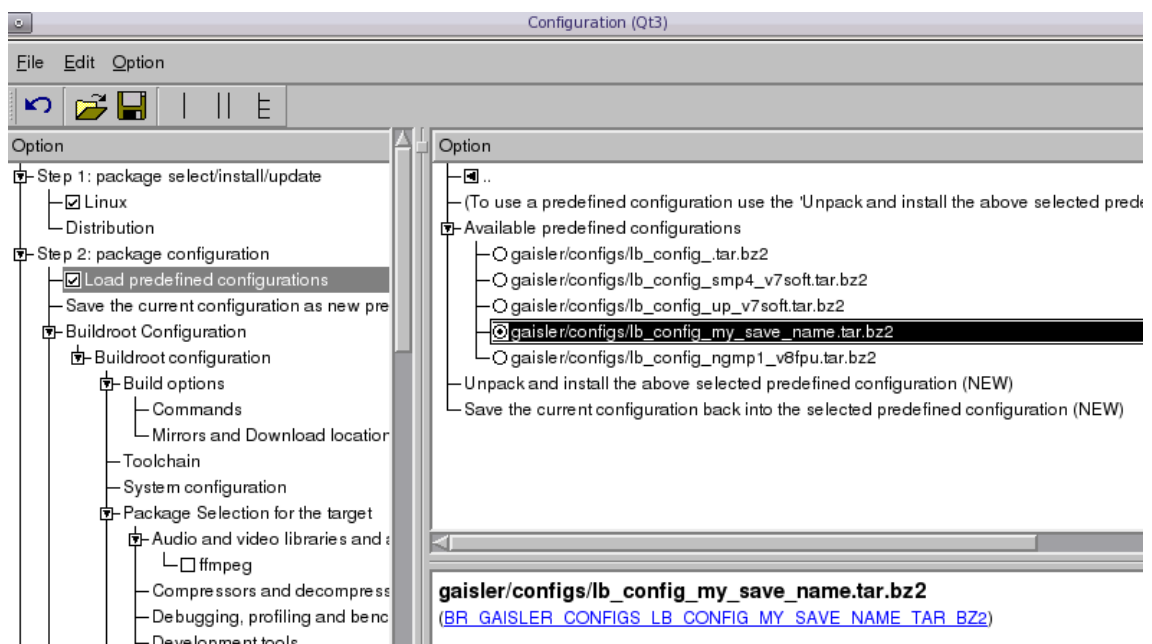 Configuration (Qt3)
File Edit Option
Option
Step 1: package select/install/update
Linux
Distribution
Step 2: package configuration
Load predefined configurations
Save the current configuration as new pre
Buildroot Configuration
Buildroot configuration
Build options
Commands
Mirrors and Download location
Toolchain
System configuration
Package Selection for the target
Audio and video libraries and a
ffmpeg
Compressors and decompress
Debugging, profiling and benc
Development tools
Option
..
(To use a predefined configuration use the 'Unpack and install the above selected prede
Available predefined configurations
gaisler/configs/lb_config_.tar.bz2
gaisler/configs/lb_config_smp4_v7soft.tar.bz2
gaisler/configs/lb_config_up_v7soft.tar.bz2
gaisler/configs/lb_config_my_save_name.tar.bz2
gaisler/configs/lb_config_ngmp1_v8fpu.tar.bz2
Unpack and install the above selected predefined configuration (NEW)
Save the current configuration back into the selected predefined configuration (NEW)
gaisler/configs/lb_config_my_save_name.tar.bz2
(BR_GAISLER_CONFIGS_LB_CONFIG_MY_SAVE_NAME_TAR_BZ2)